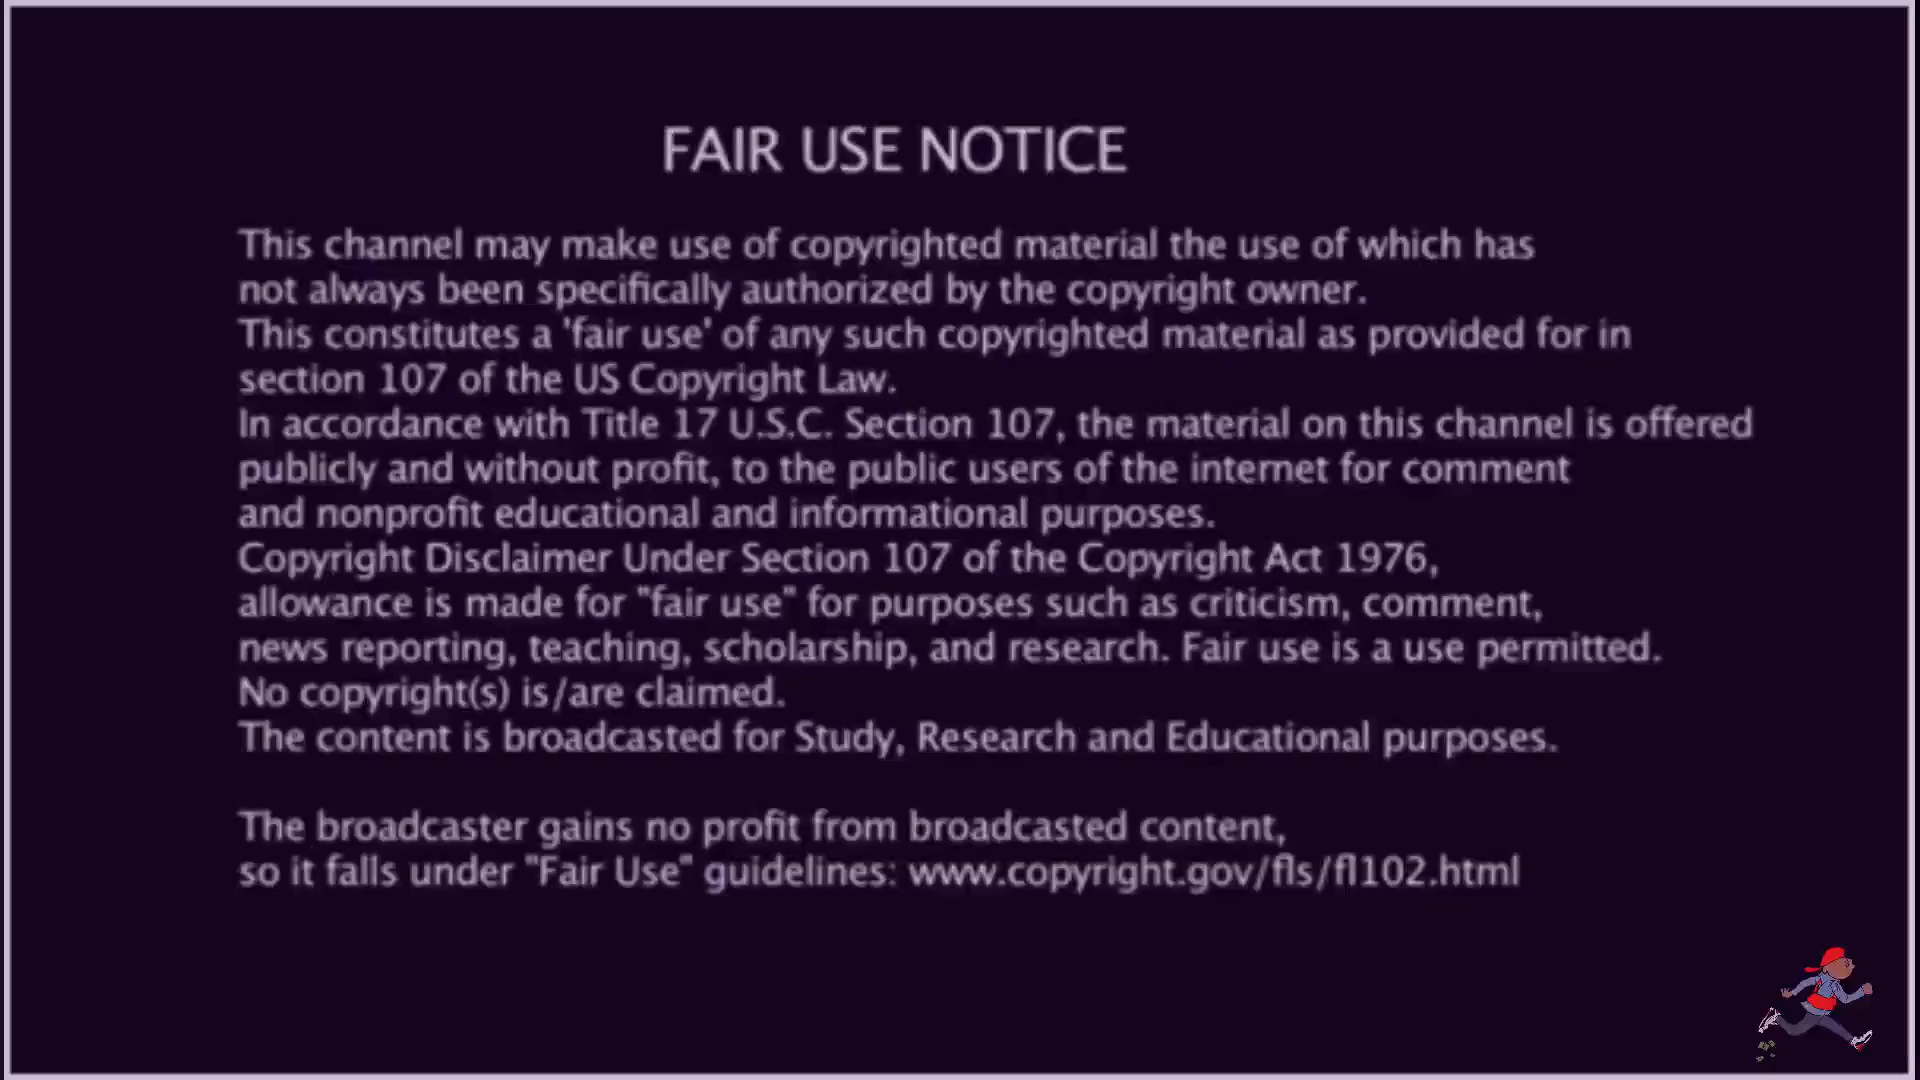 FAIR USE NOTICE
This channel may make use of copyrighted material the use of which has
not always been specifically authorized by the copyright owner.
This constitutes a 'fair use' of any such copyrighted material as provided for in
section 107 of the US Copyright Law.
In accordance with Title 17 U.S.C. Section 107, the material on this channel is offered
publicly and without profit, to the public users of the internet for comment
and nonprofit educational and informational purposes.
Copyright Disclaimer Under Section 107 of the Copyright Act 1976,
allowance is made for "fair use" for purposes such as criticism, comment,
news reporting, teaching, scholarship, and research. Fair use is a use permitted.
No copyright(s) is/are claimed.
The content is broadcasted for Study, Research and Educational purposes.
The broadcaster gains no profit from broadcasted content,
so it falls under "Fair Use" guidelines: www.copyright.gov/fls/fl102.html